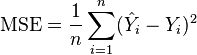 MSE = \frac{1}{n} \sum_{i=1}^{n} (\hat{Y}_i - Y_i)^2